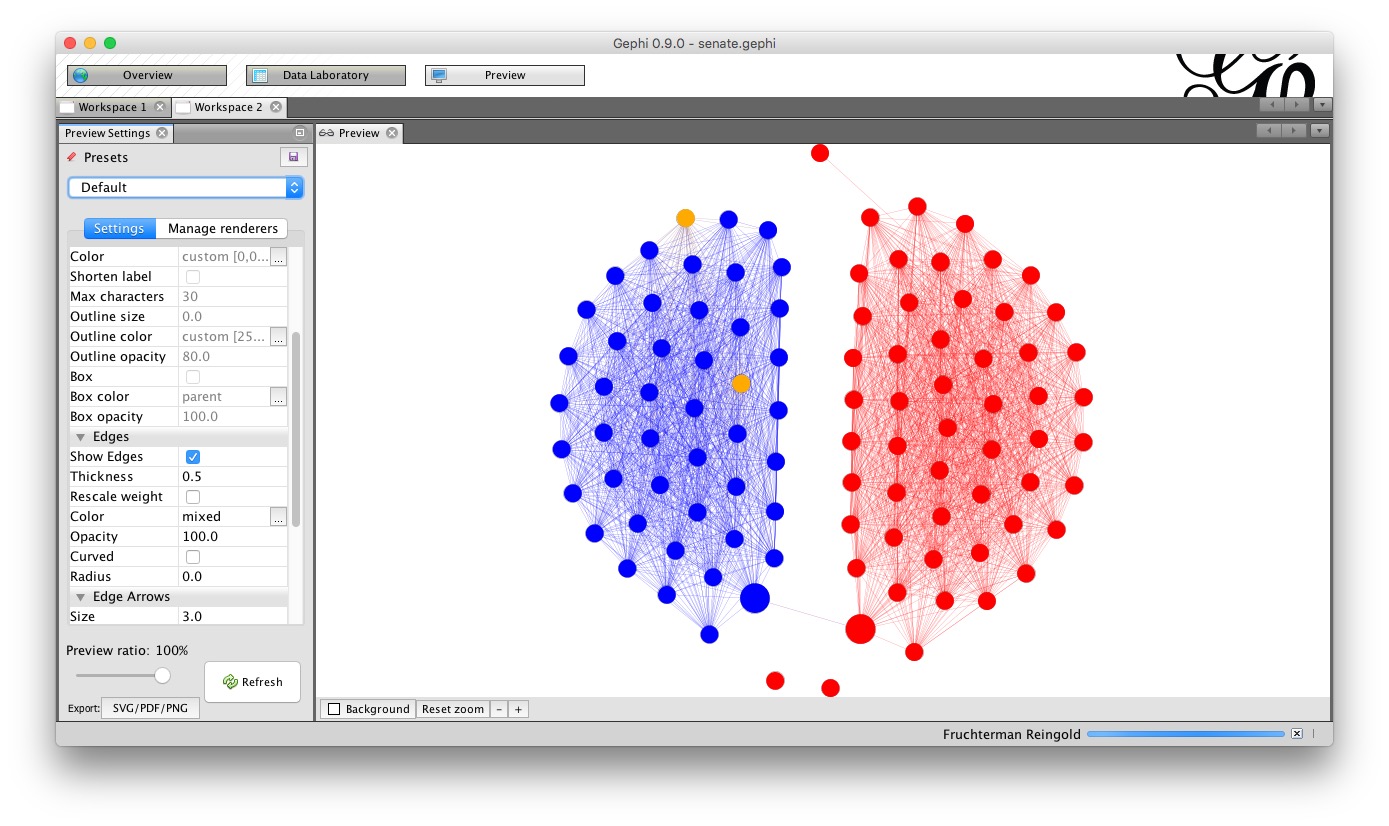 Gephi 0.9.0 - senate.gephi
Overview
Data Laboratory
Preview
Workspace 1
Workspace 2
Preview Settings
Preview
Presets
Default
Settings
Manage renderers
Color custom [0,0... ...
Shorten label
Max characters 30
Outline size 0.0
Outline color custom [25... ...
Outline opacity 80.0
Box
Box color parent ...
Box opacity 100.0
Edges
Show Edges
Thickness 0.5
Rescale weight
Color mixed ...
Opacity 100.0
Curved
Radius 0.0
Edge Arrows
Size 3.0
Preview ratio: 100%
Refresh
Export: SVG/PDF/PNG
Background
Reset zoom
-
+
Fruchterman Reingold